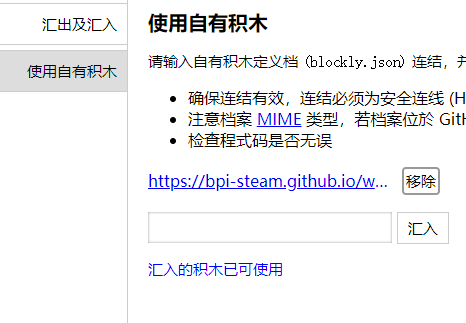 汇出及汇入
使用自有积木
使用自有积木
请输入自有积木定义档 (blockly.json) 连结，并
确保连结有效，连结必须为安全连线 (H
注意档案 MIME 类型，若档案位於 GitH
检查程式码是否无误
https://bpi-steam.github.io/w... 移除
汇入
汇入的积木已可使用